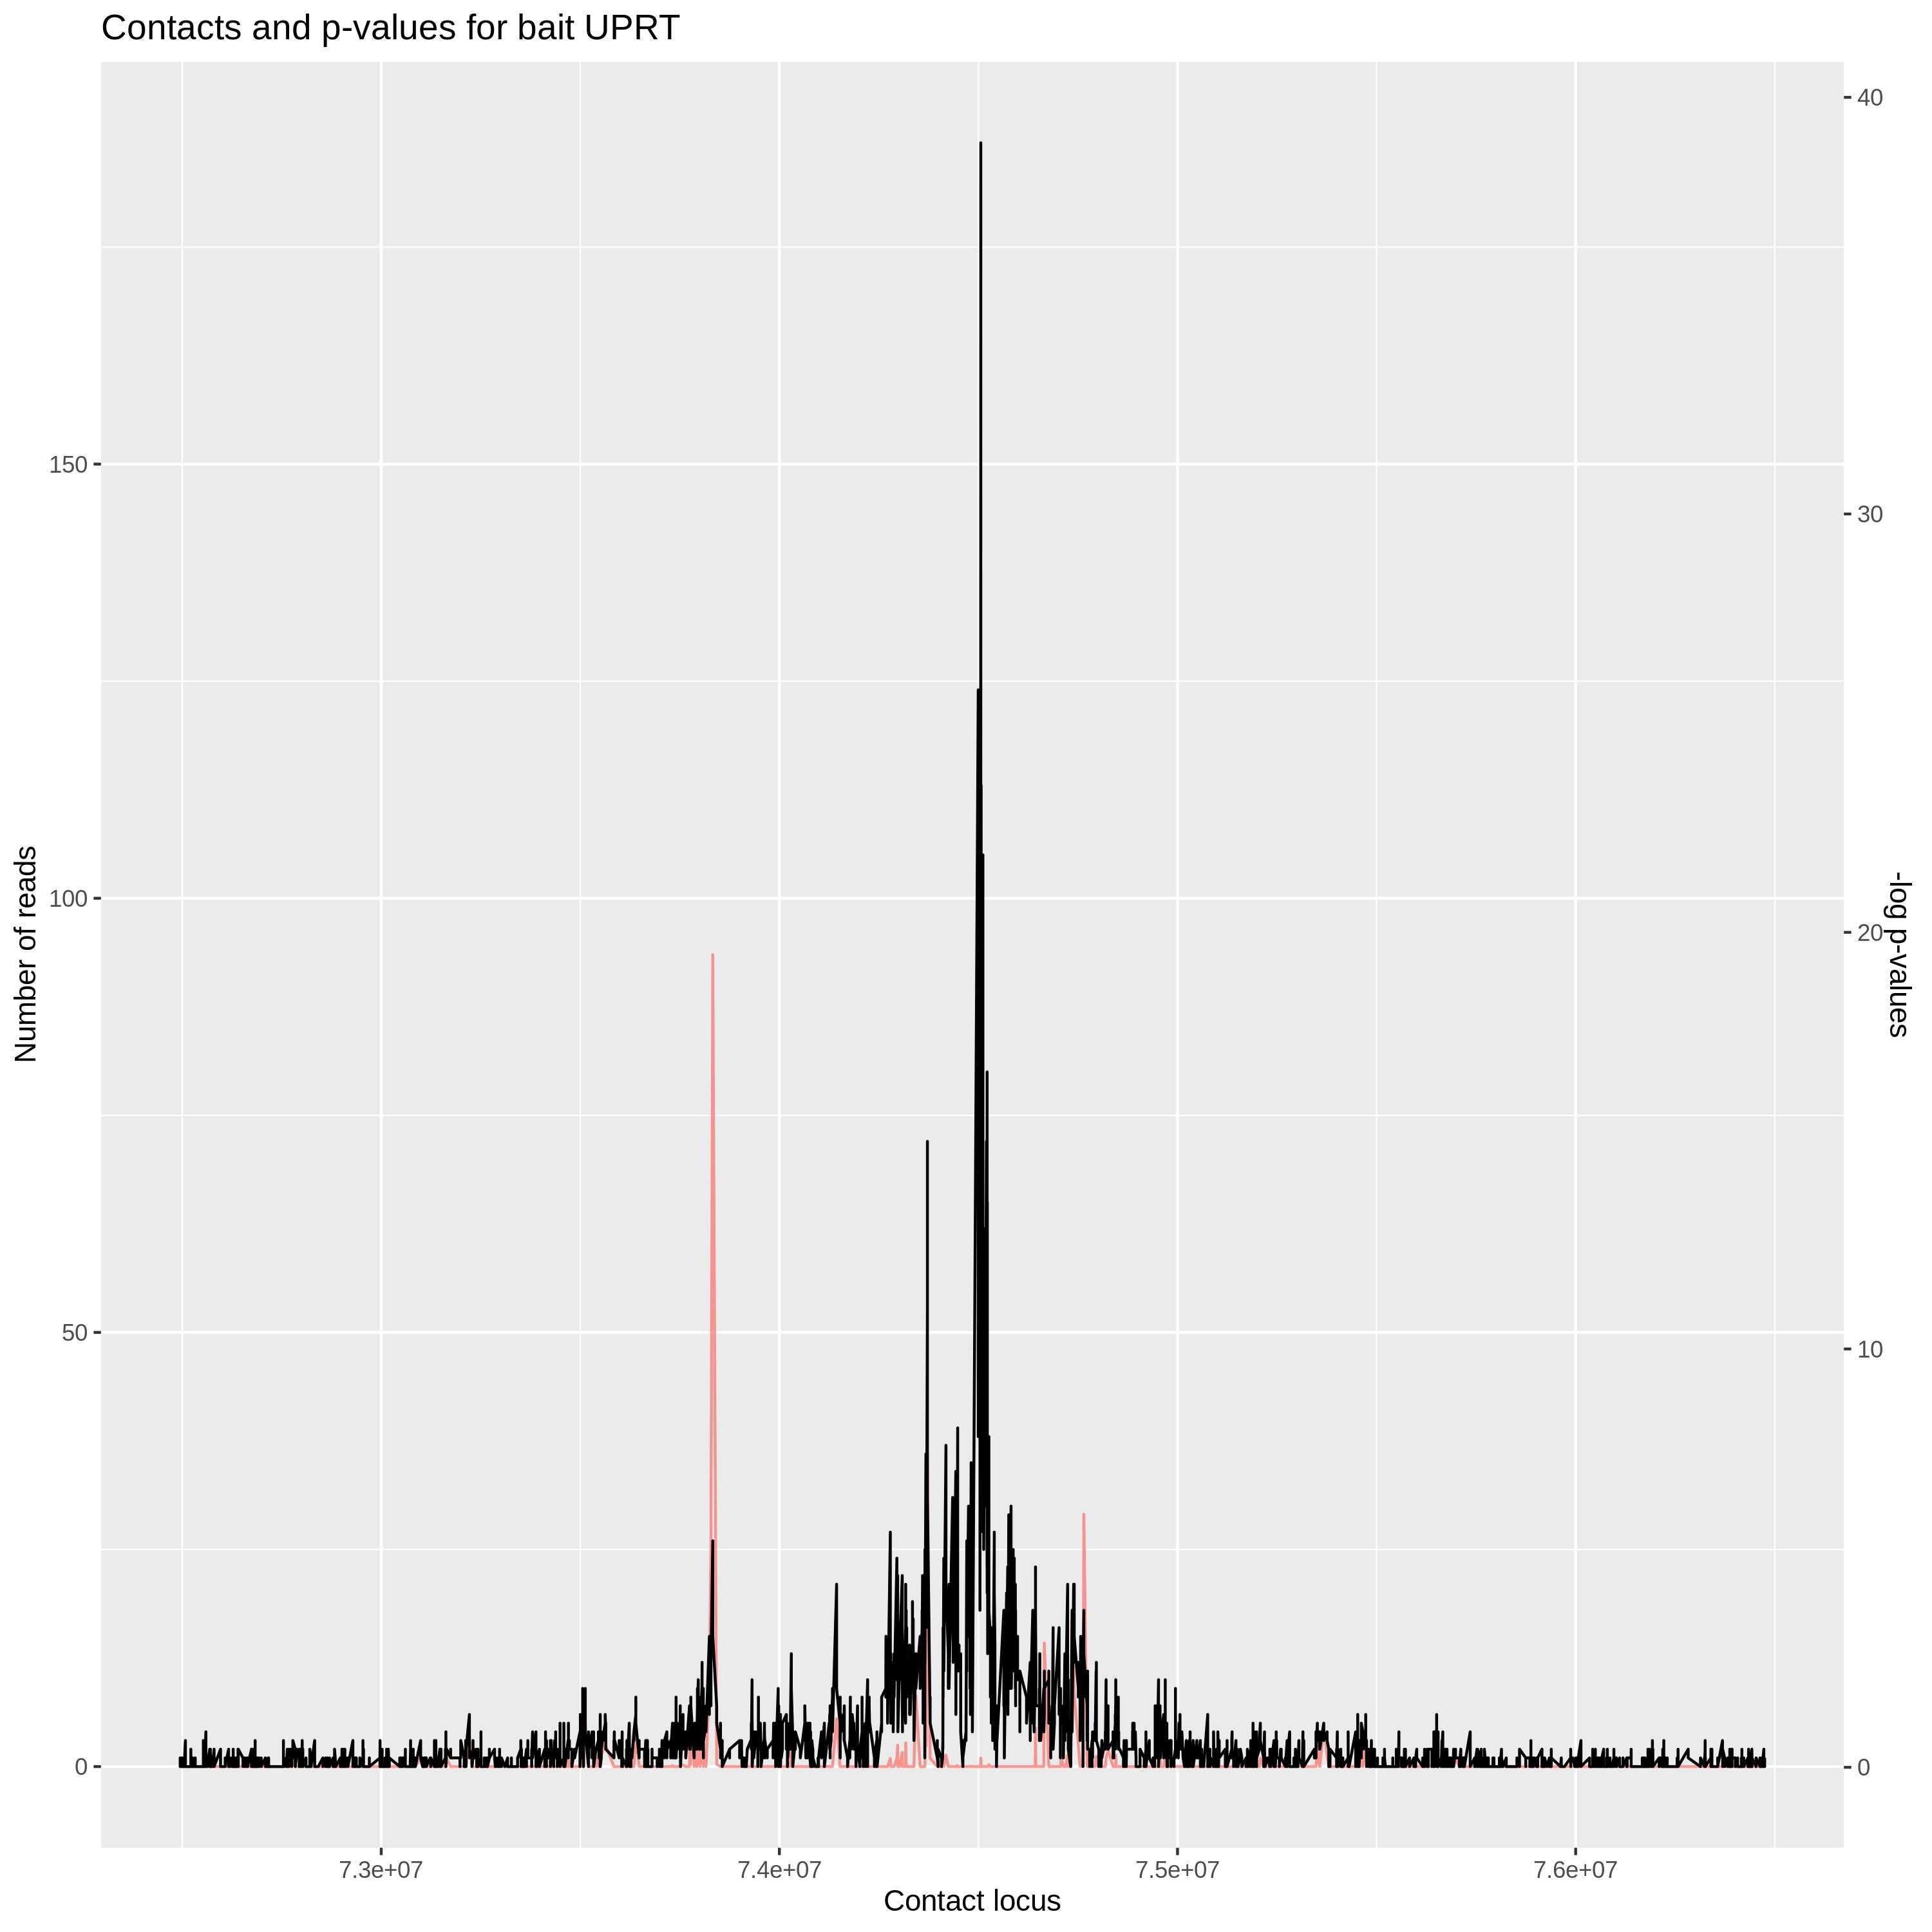 Contacts and p-values for bait UPRT
40
150
30
100
20
50
10
0
0
Number of reads
-log p-values
7.3e+07
7.4e+07
7.5e+07
7.6e+07
Contact locus